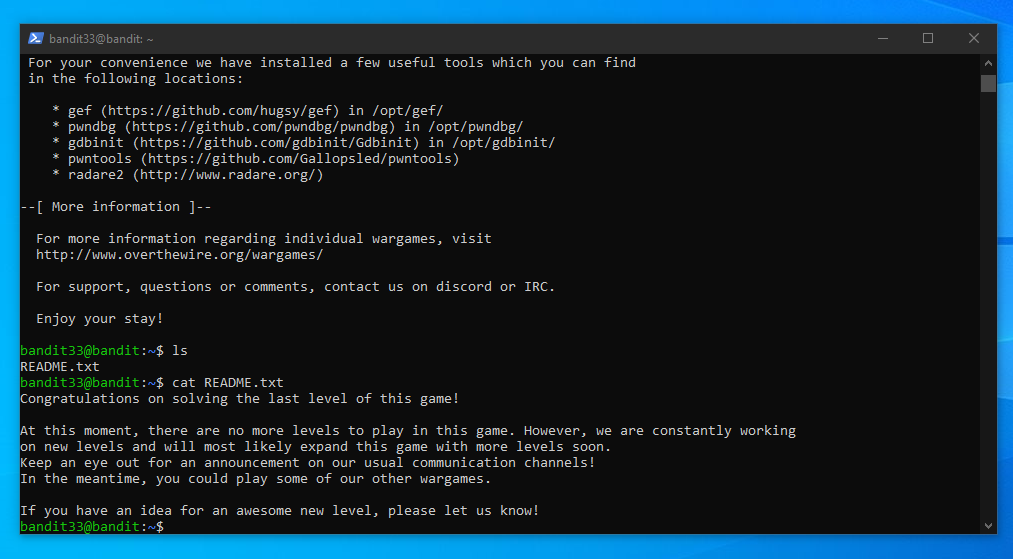 bandit33@bandit: ~
For your convenience we have installed a few useful tools which you can find
in the following locations:
* gef (https://github.com/hugsy/gef) in /opt/gef/
* pwndbg (https://github.com/pwndbg/pwndbg) in /opt/pwndbg/
* gdbinit (https://github.com/gdbinit/Gdbinit) in /opt/gdbinit/
* pwntools (https://github.com/Gallopsled/pwntools)
* radare2 (http://www.radare.org/)
--[ More information ]--
For more information regarding individual wargames, visit
http://www.overthewire.org/wargames/
For support, questions or comments, contact us on discord or IRC.
Enjoy your stay!
bandit33@bandit:~$ ls
README.txt
bandit33@bandit:~$ cat README.txt
Congratulations on solving the last level of this game!
At this moment, there are no more levels to play in this game. However, we are constantly working
on new levels and will most likely expand this game with more levels soon.
Keep an eye out for an announcement on our usual communication channels!
In the meantime, you could play some of our other wargames.
If you have an idea for an awesome new level, please let us know!
bandit33@bandit:~$